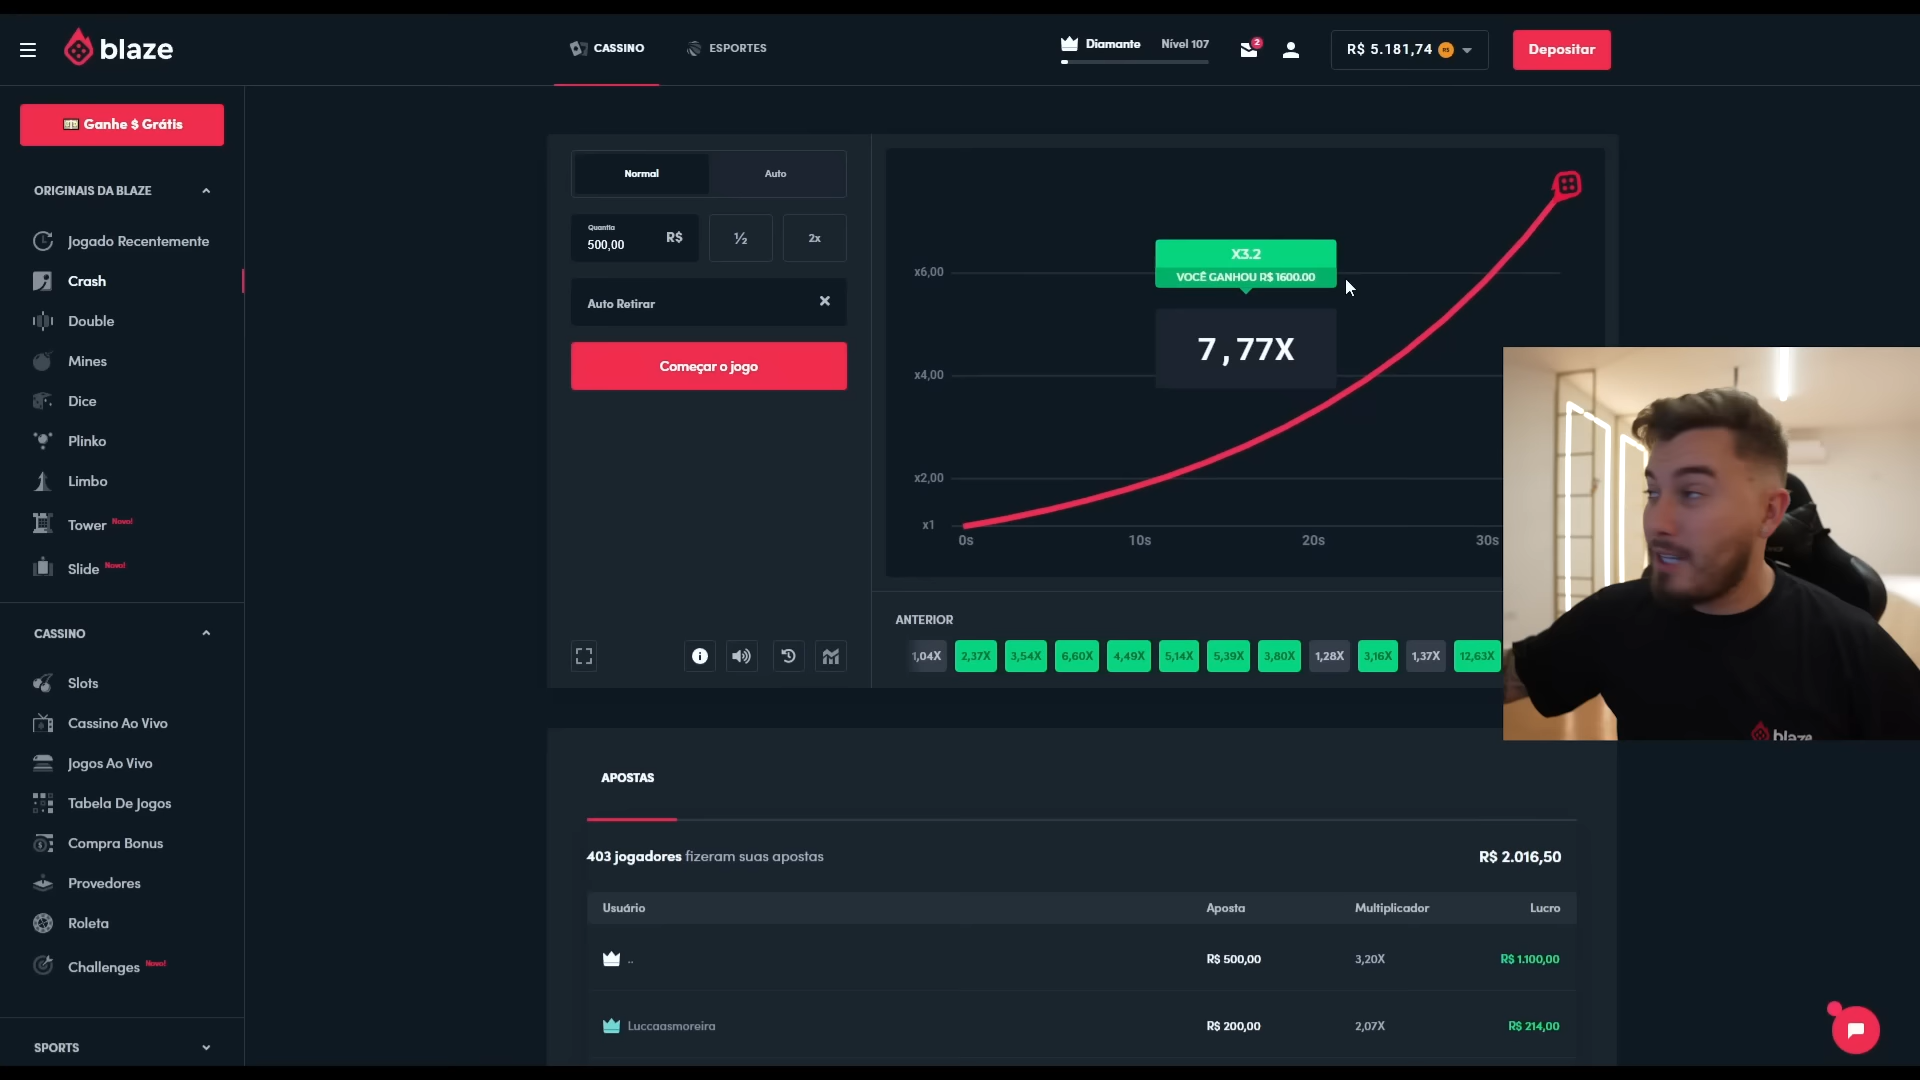 blaze
CASSINO
ESPORTES
Diamante
Nível 107
2
R$ 5.181,74
R$
Depositar
Ganhe $ Grátis
ORIGINAIS DA BLAZE
Jogado Recentemente
Crash
Double
Mines
Dice
Plinko
Limbo
Tower Novo!
Slide Novo!
CASSINO
Slots
Cassino Ao Vivo
Jogos Ao Vivo
Tabela De Jogos
Compra Bonus
Provedores
Roleta
Challenges Novo!
SPORTS
Normal
Auto
Quantia
500,00
R$
½
2x
Auto Retirar
Começar o jogo
X3.2
VOCÊ GANHOU R$ 1600.00
7,77X
x6,00
x4,00
x2,00
x1
0s
10s
20s
30s
ANTERIOR
1,04X
2,37X
3,54X
6,60X
4,49X
5,14X
5,39X
3,80X
1,28X
3,16X
1,37X
12,63X
blaze
APOSTAS
403 jogadores fizeram suas apostas
R$ 2.016,50
Usuário
Aposta
Multiplicador
Lucro
..
R$ 500,00
3,20X
R$ 1.100,00
Luccaasmoreira
R$ 200,00
2,07X
R$ 214,00